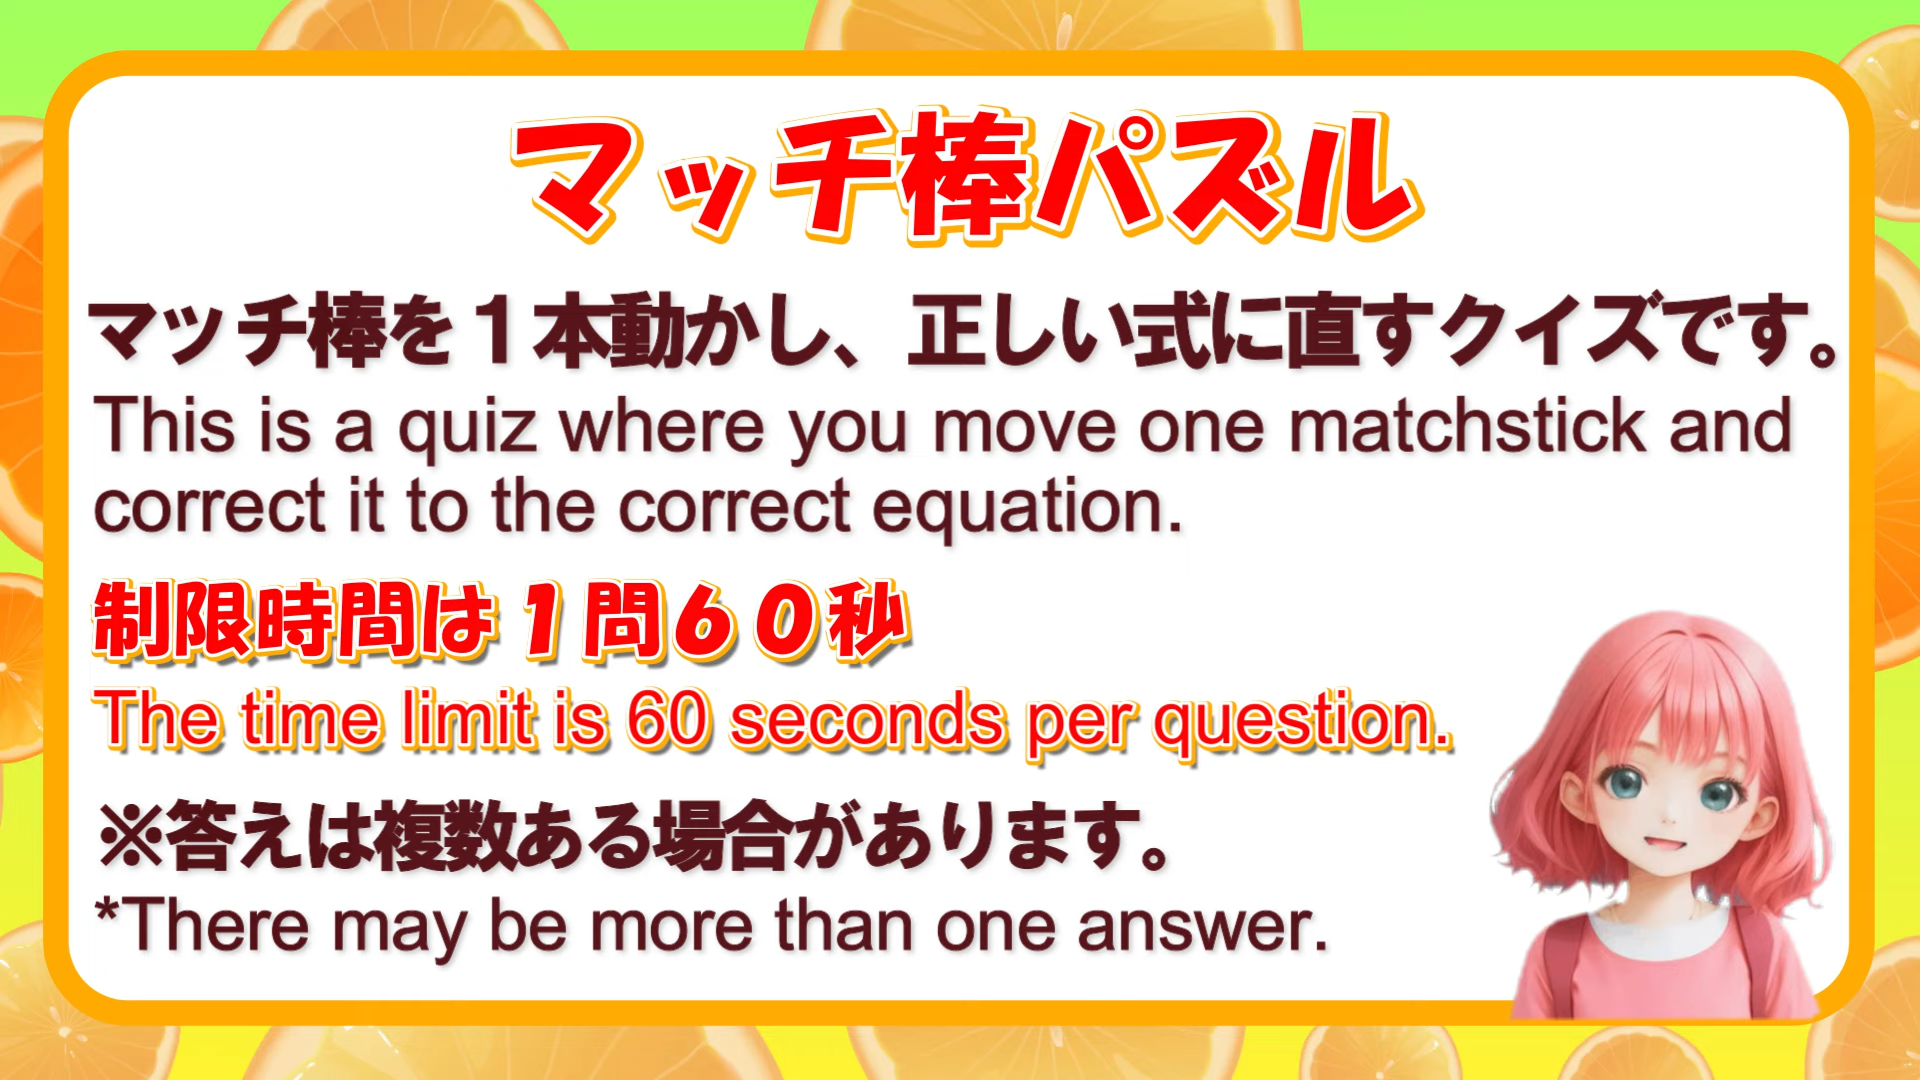 マッチ棒パズル
マッチ棒を１本動かし、正しい式に直すクイズです。
This is a quiz where you move one matchstick and
correct it to the correct equation.
制限時間は１問６０秒
The time limit is 60 seconds per question.
※答えは複数ある場合があります。
*There may be more than one answer.